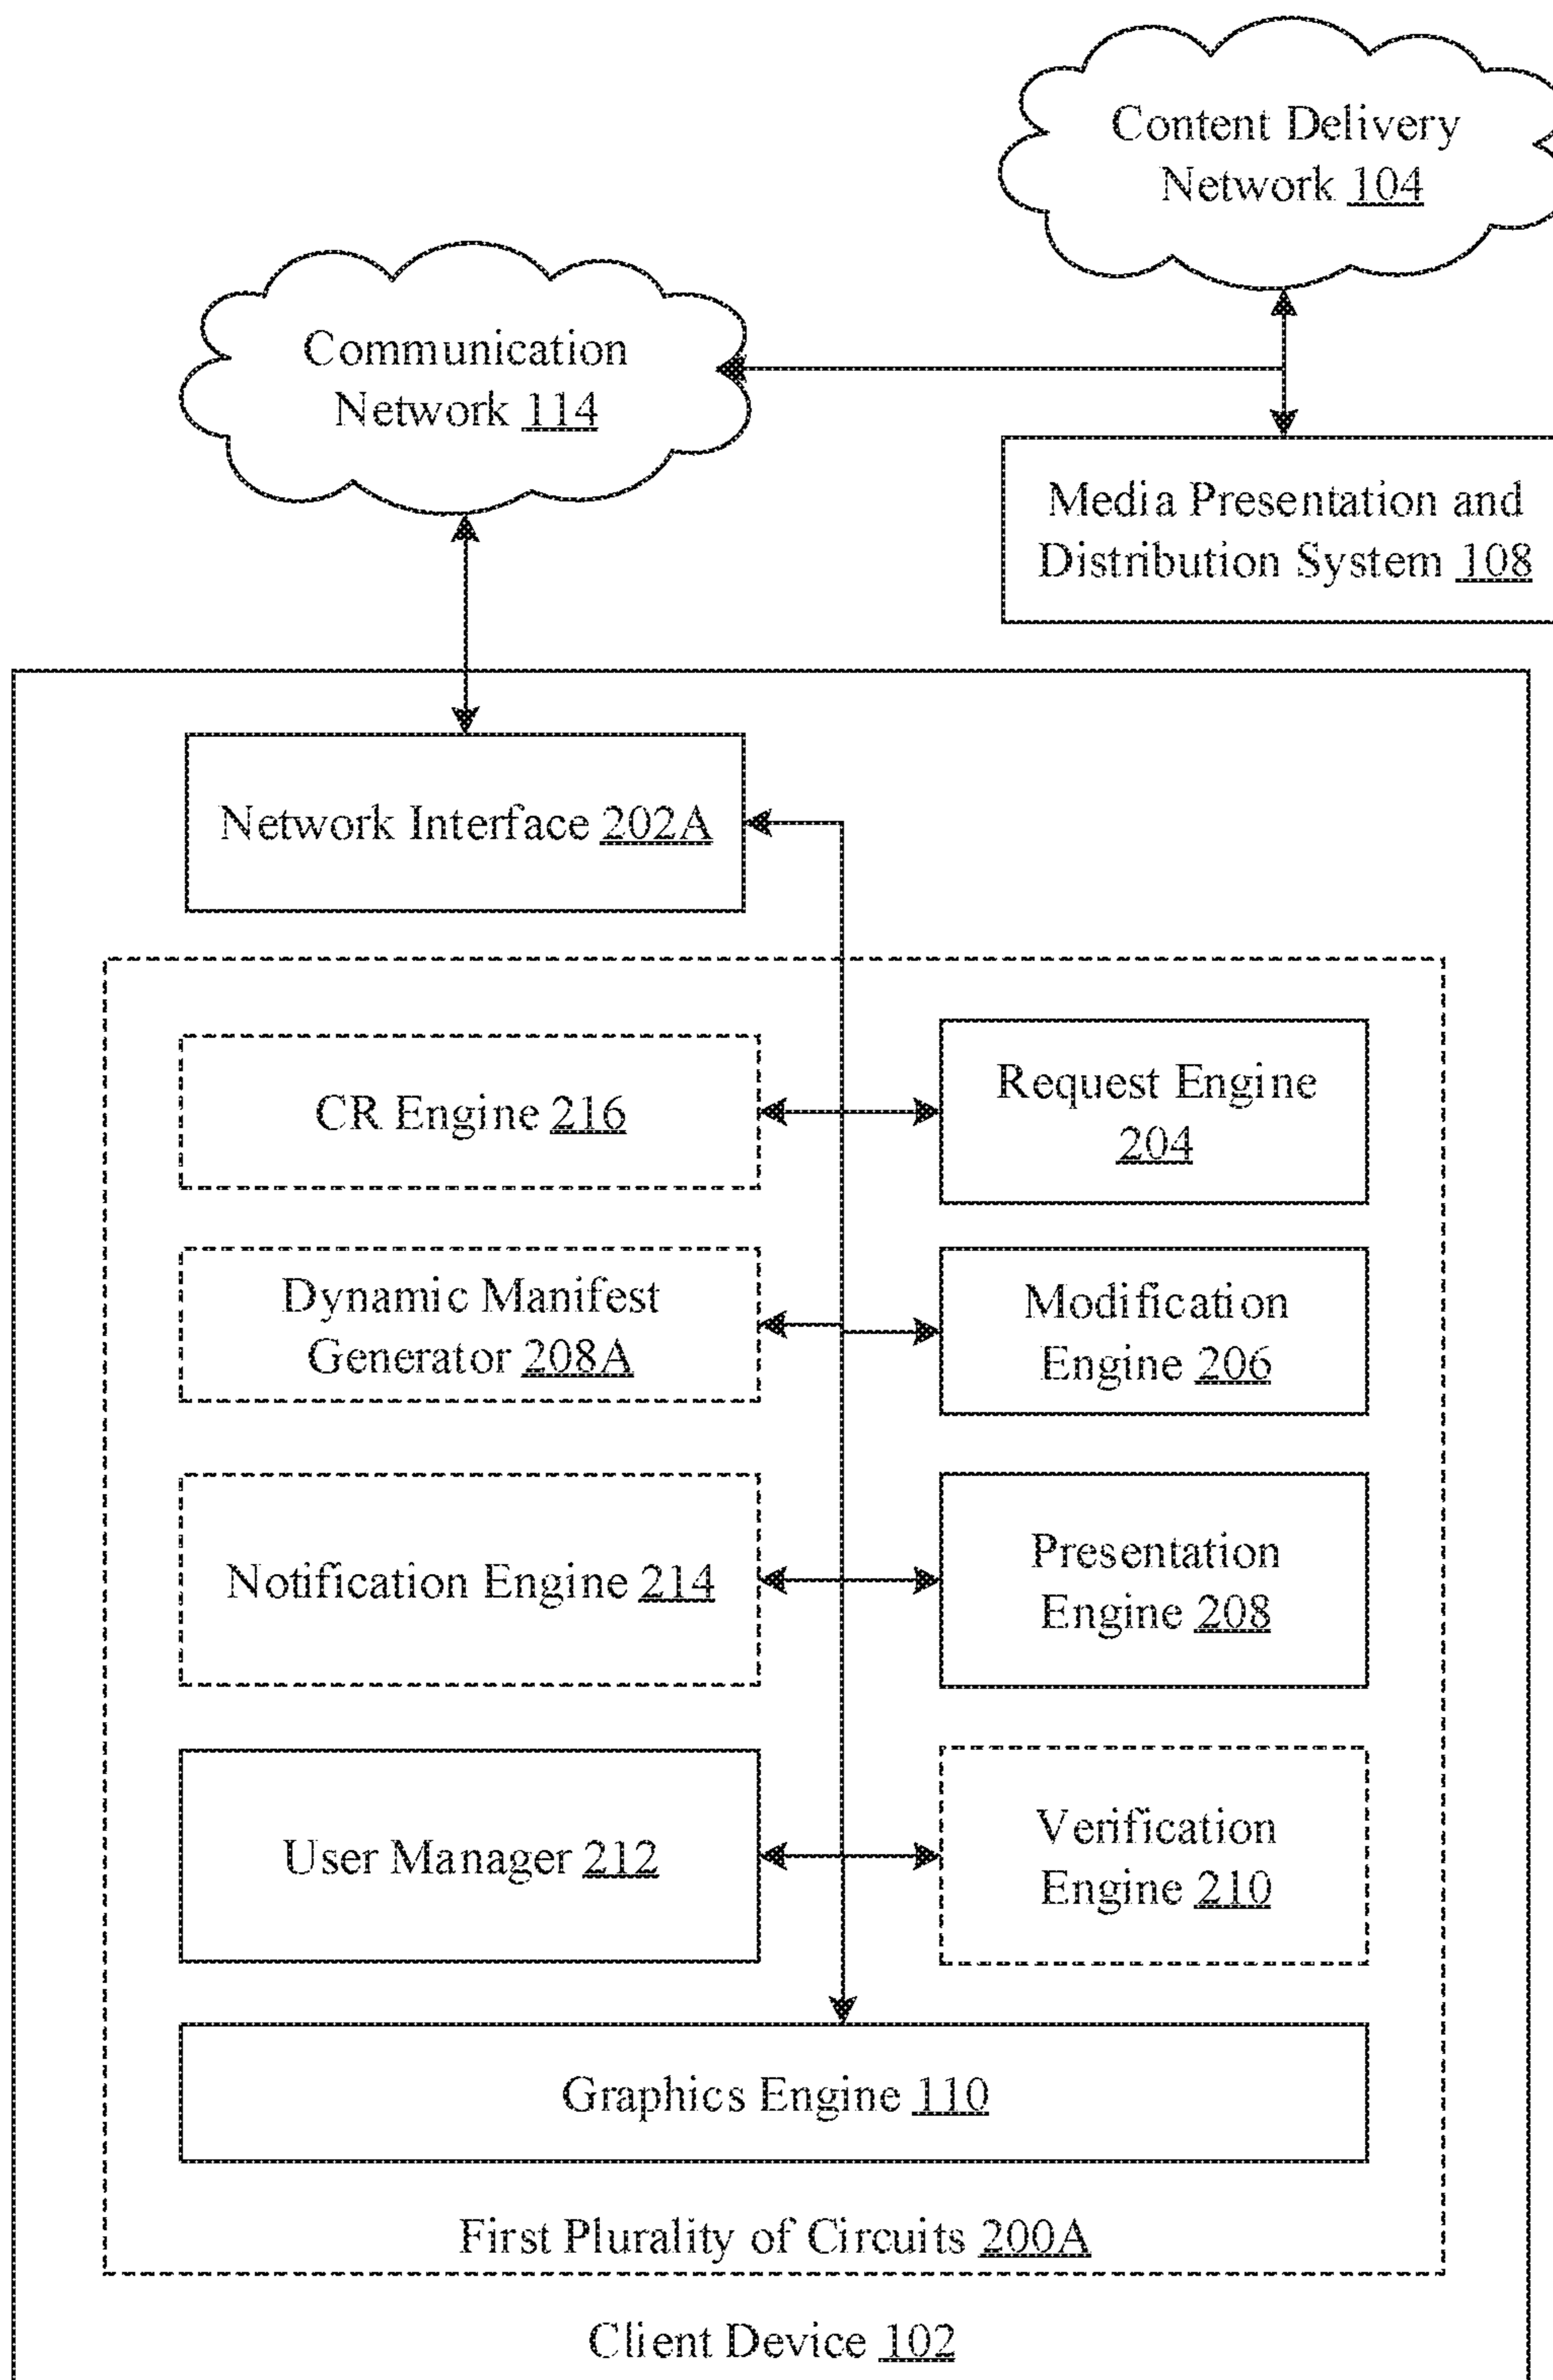 Content Delivery
Network 104
Communication
Network 114
Media Presentation and
Distribution System 108
Network Interface 202A
CR Engine 216
Request Engine
204
Dynamic Manifest
Generator 208A
Modification
Engine 206
Notification Engine 214
Presentation
Engine 208
User Manager 212
Verification
Engine 210
Graphics Engine 110
First Plurality of Circuits 200A
Client Device 102